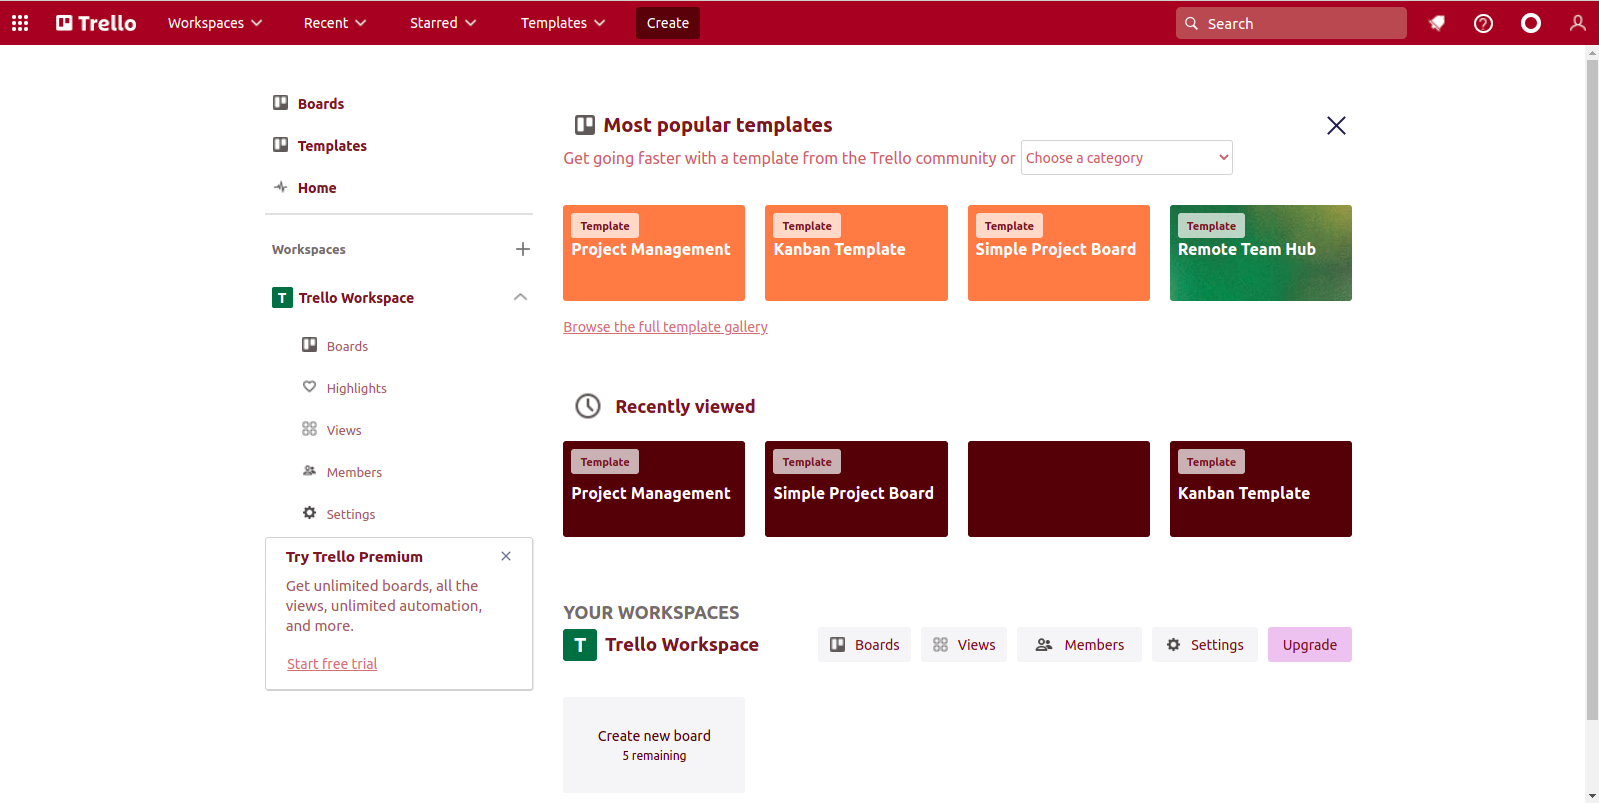 Trello
Workspaces
Recent
Starred
Templates
Create
Search
Boards
Templates
Home
Workspaces
T Trello Workspace
Boards
Highlights
Views
Members
Settings
Try Trello Premium
Get unlimited boards, all the
views, unlimited automation,
and more.
Start free trial
Most popular templates
Get going faster with a template from the Trello community or
Choose a category
Template
Project Management
Template
Kanban Template
Template
Simple Project Board
Template
Remote Team Hub
Browse the full template gallery
Recently viewed
Template
Project Management
Template
Simple Project Board
Template
Kanban Template
YOUR WORKSPACES
T Trello Workspace
Boards
Views
Members
Settings
Upgrade
Create new board
5 remaining